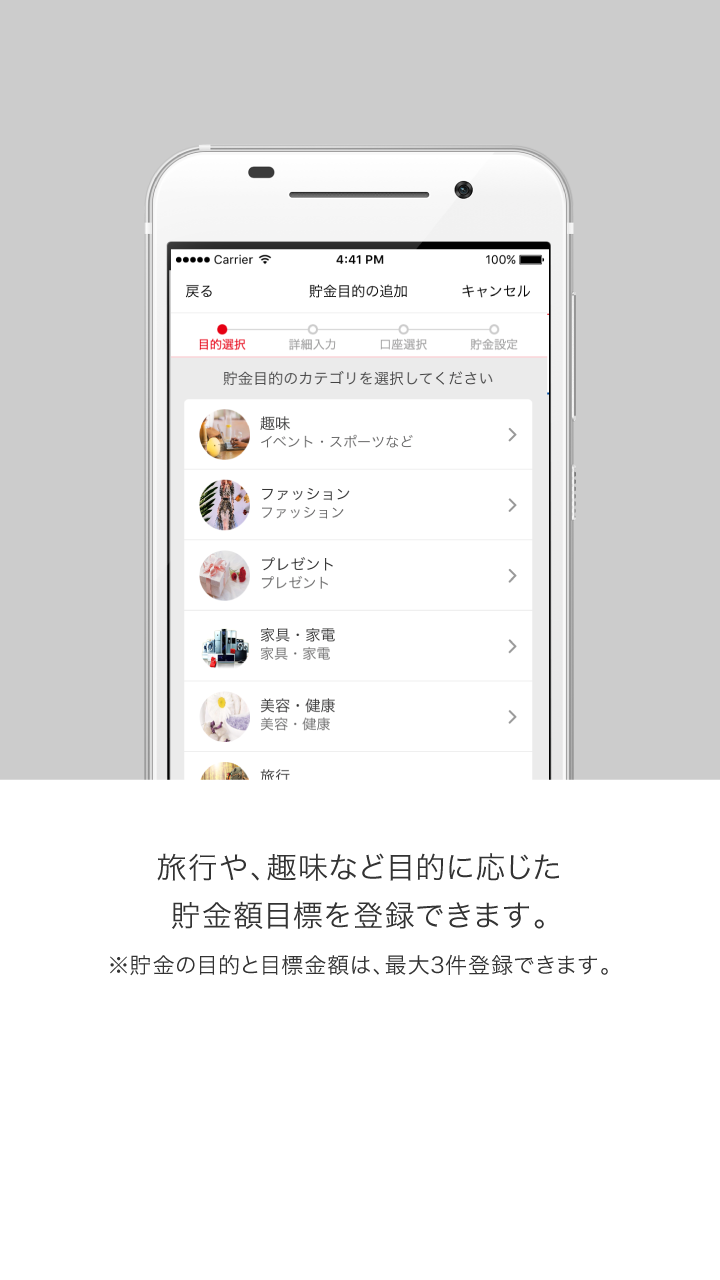 Carrier 4:41 PM 100%
戻る 貯金目的の追加 キャンセル
目的選択 詳細入力 口座選択 貯金設定
貯金目的のカテゴリを選択してください
趣味
イベント・スポーツなど
ファッション
ファッション
プレゼント
プレゼント
家具・家電
家具・家電
美容・健康
美容・健康
旅行
旅行や、趣味など目的に応じた
貯金額目標を登録できます。
※貯金の目的と目標金額は、最大3件登録できます。